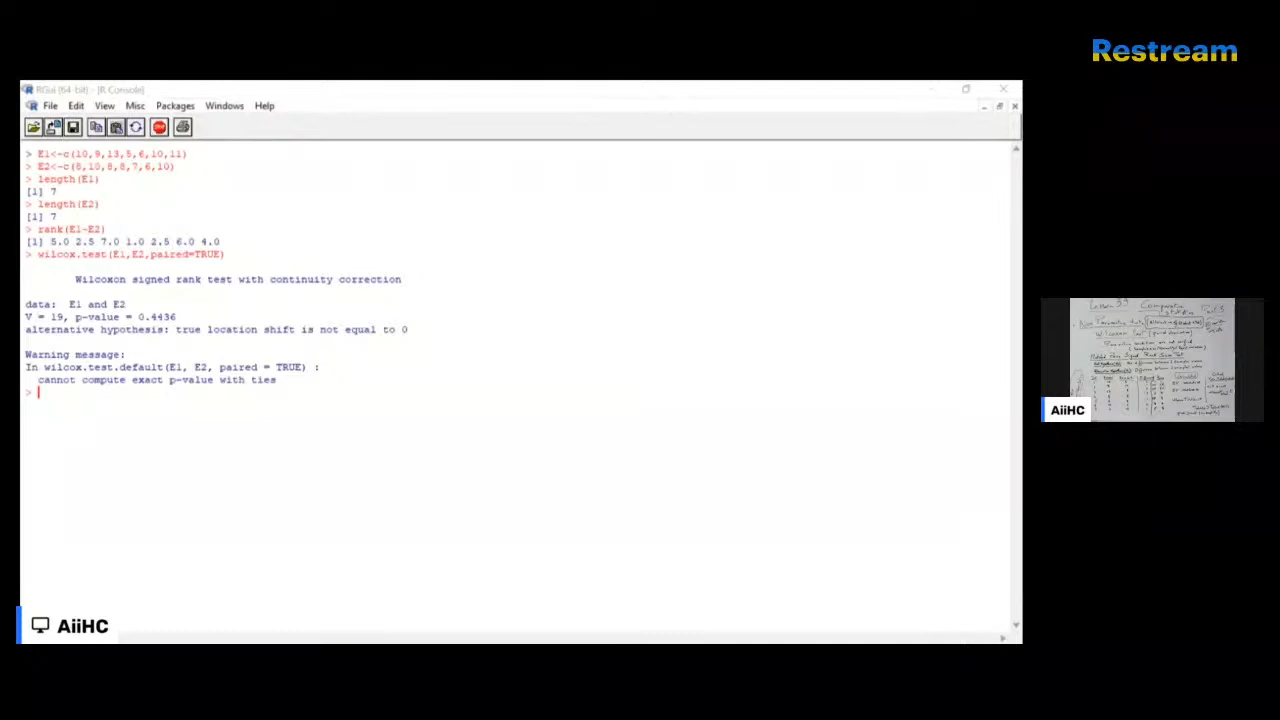 Restream
RGui (64-bit) - [R Console]
File Edit View Misc Packages Windows Help
STOP
> E1<-c(10,9,13,5,6,10,11)
> E2<-c(8,10,8,8,7,6,10)
> length(E1)
[1] 7
> length(E2)
[1] 7
> rank(E1-E2)
[1] 5.0 2.5 7.0 1.0 2.5 6.0 4.0
> wilcox.test(E1,E2,paired=TRUE)
Wilcoxon signed rank test with continuity correction
data: E1 and E2
V = 19, p-value = 0.4436
alternative hypothesis: true location shift is not equal to 0
Warning message:
In wilcox.test.default(E1, E2, paired = TRUE) :
cannot compute exact p-value with ties
>
Lesson 39 Comparative
AiiHC
AiiHC